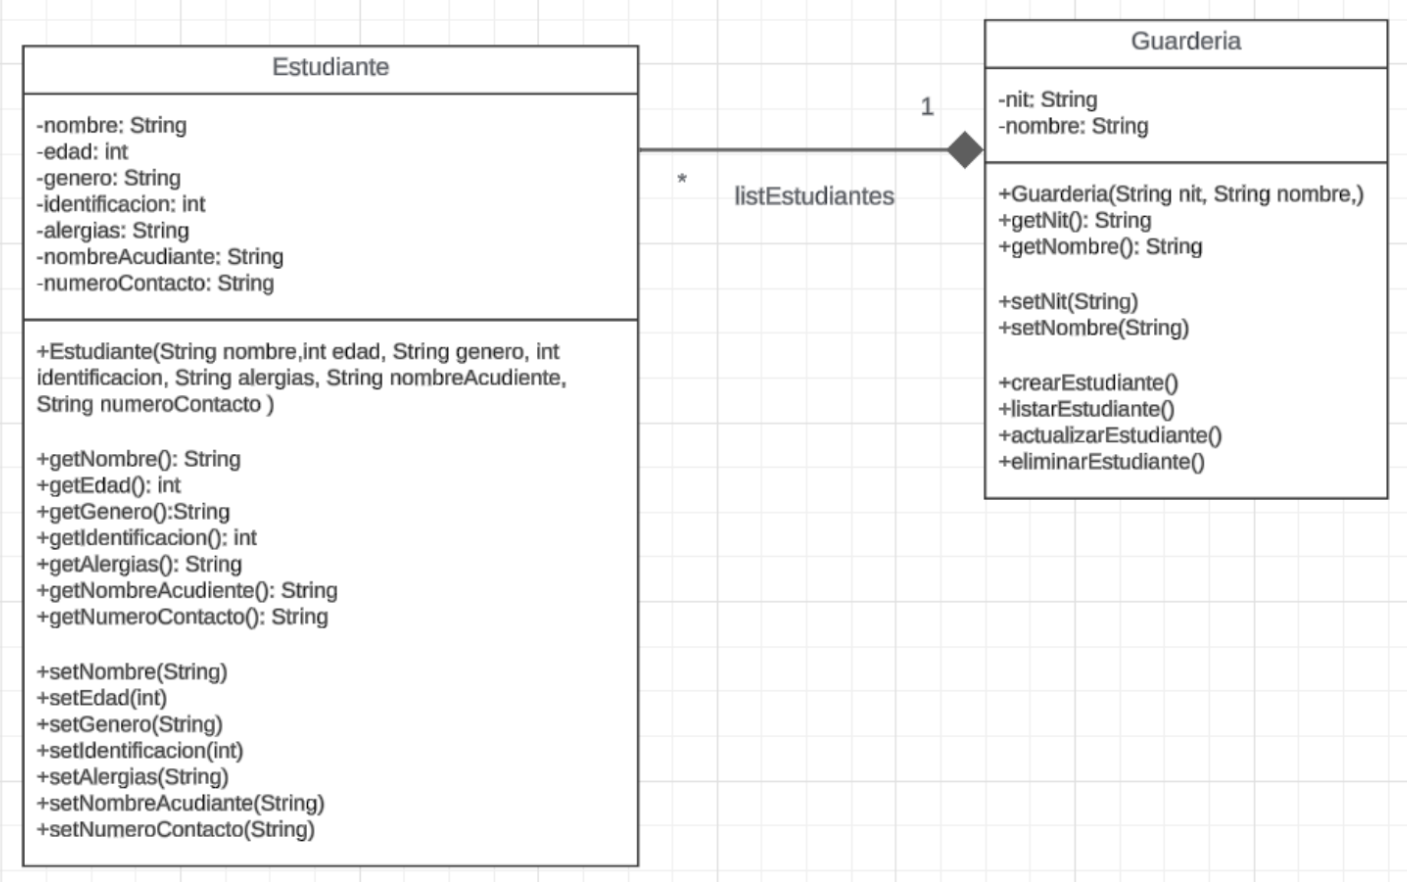 Estudiante
-nombre: String
-edad: int
-genero: String
-identificacion: int
-alergias: String
-nombreAcudiante: String
-numeroContacto: String
+Estudiante(String nombre,int edad, String genero, int
identificacion, String alergias, String nombreAcudiente,
String numeroContacto )
+getNombre(): String
+getEdad(): int
+getGenero():String
+getIdentificacion(): int
+getAlergias(): String
+getNombreAcudiente(): String
+getNumeroContacto(): String
+setNombre(String)
+setEdad(int)
+setGenero(String)
+setIdentificacion(int)
+setAlergias(String)
+setNombreAcudiante(String)
+setNumeroContacto(String)
1
*
listEstudiantes
Guarderia
-nit: String
-nombre: String
+Guarderia(String nit, String nombre,)
+getNit(): String
+getNombre(): String
+setNit(String)
+setNombre(String)
+crearEstudiante()
+listarEstudiante()
+actualizarEstudiante()
+eliminarEstudiante()